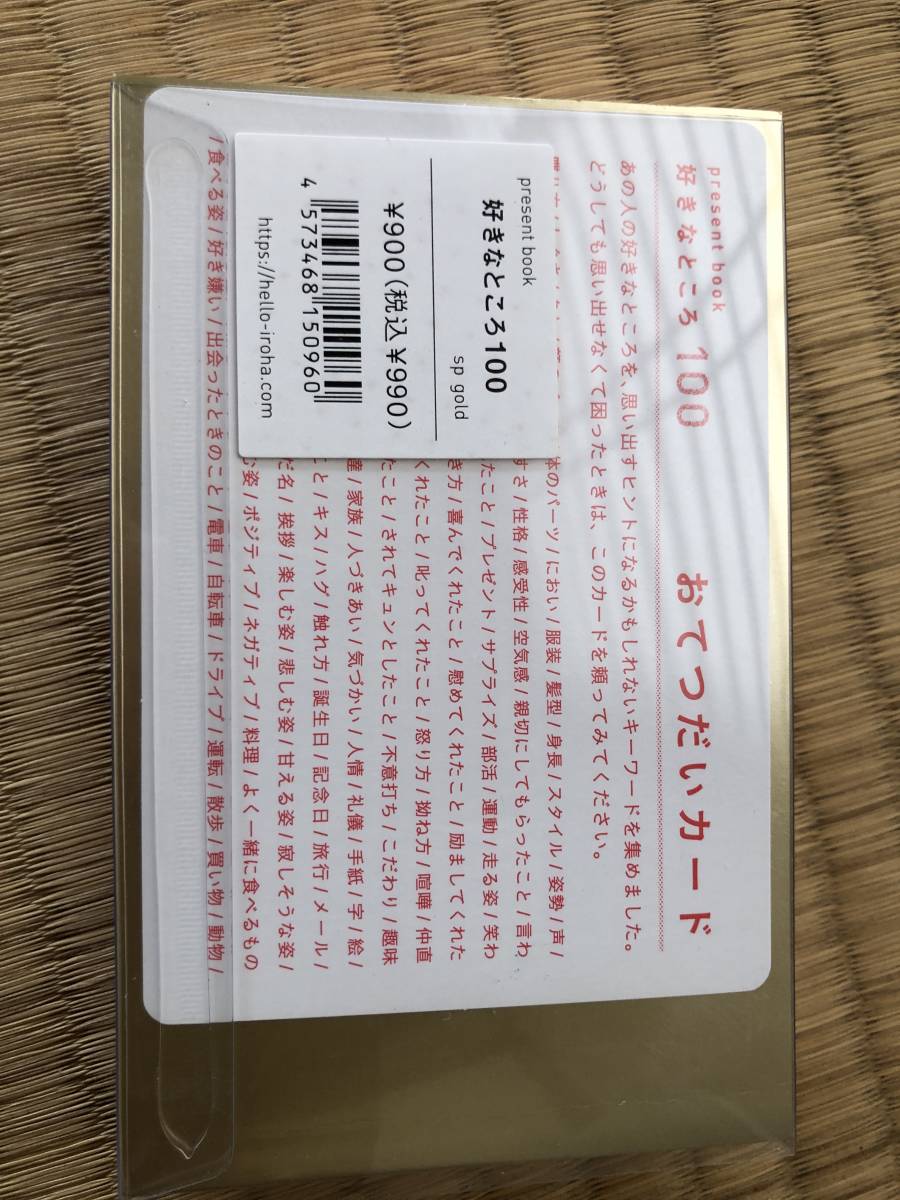 present book
好きなところ 100 おてつだいカード
あの人の好きなところを、思い出すヒントになるかもしれないキーワードを集めました。
どうしても思い出せなくて困ったときは、このカードを頼ってみてください。
体のパーツ/におい/服装/髪型/身長/スタイル/姿勢/声/
すさ/性格/感受性/空気感/親切にしてもらったこと/言わ
たこと/プレゼント/サプライズ/部活/運動/走る姿/笑わ
き方/喜んでくれたこと/慰めてくれたこと/励ましてくれた
くれたこと/叱ってくれたこと/怒り方/拗ね方/喧嘩/仲直
たこと/されてキュンとしたこと/不意打ち/こだわり/趣味
達/家族/人づきあい/気づかい/人情/礼儀/手紙/字/絵/
こと/キス/ハグ/触れ方/誕生日/記念日/旅行/メール/
だ名/挨拶/楽しむ姿/悲しむ姿/甘える姿/寂しそうな姿/
む姿/ポジティブ/ネガティブ/料理/よく一緒に食べるもの
/食べる姿/好き嫌い/出会ったときのこと/電車/自転車/ドライブ/運転/散歩/買い物/動物/
present book
好きなところ100
sp gold
¥900(税込¥990)
4 573468 150960
https://hello-iroha.com